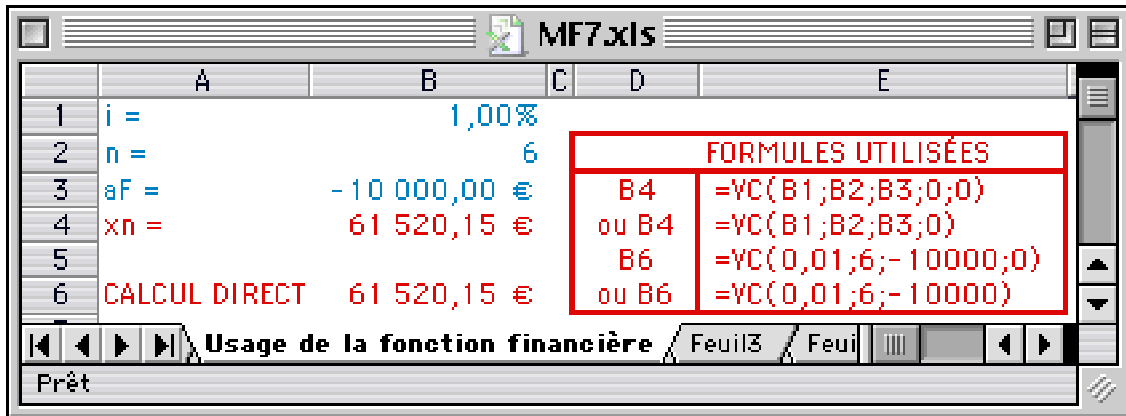 MF7.xls
A B C D E
1 i = 1,00%
2 n = 6 FORMULES UTILISÉES
3 aF = -10 000,00 € B4 =VC(B1;B2;B3;0;0)
4 xn = 61 520,15 € ou B4 =VC(B1;B2;B3;0)
5 B6 =VC(0,01;6;-10000;0)
6 CALCUL DIRECT 61 520,15 € ou B6 =VC(0,01;6;-10000)
Usage de la fonction financière Feuil3 Feui
Prêt